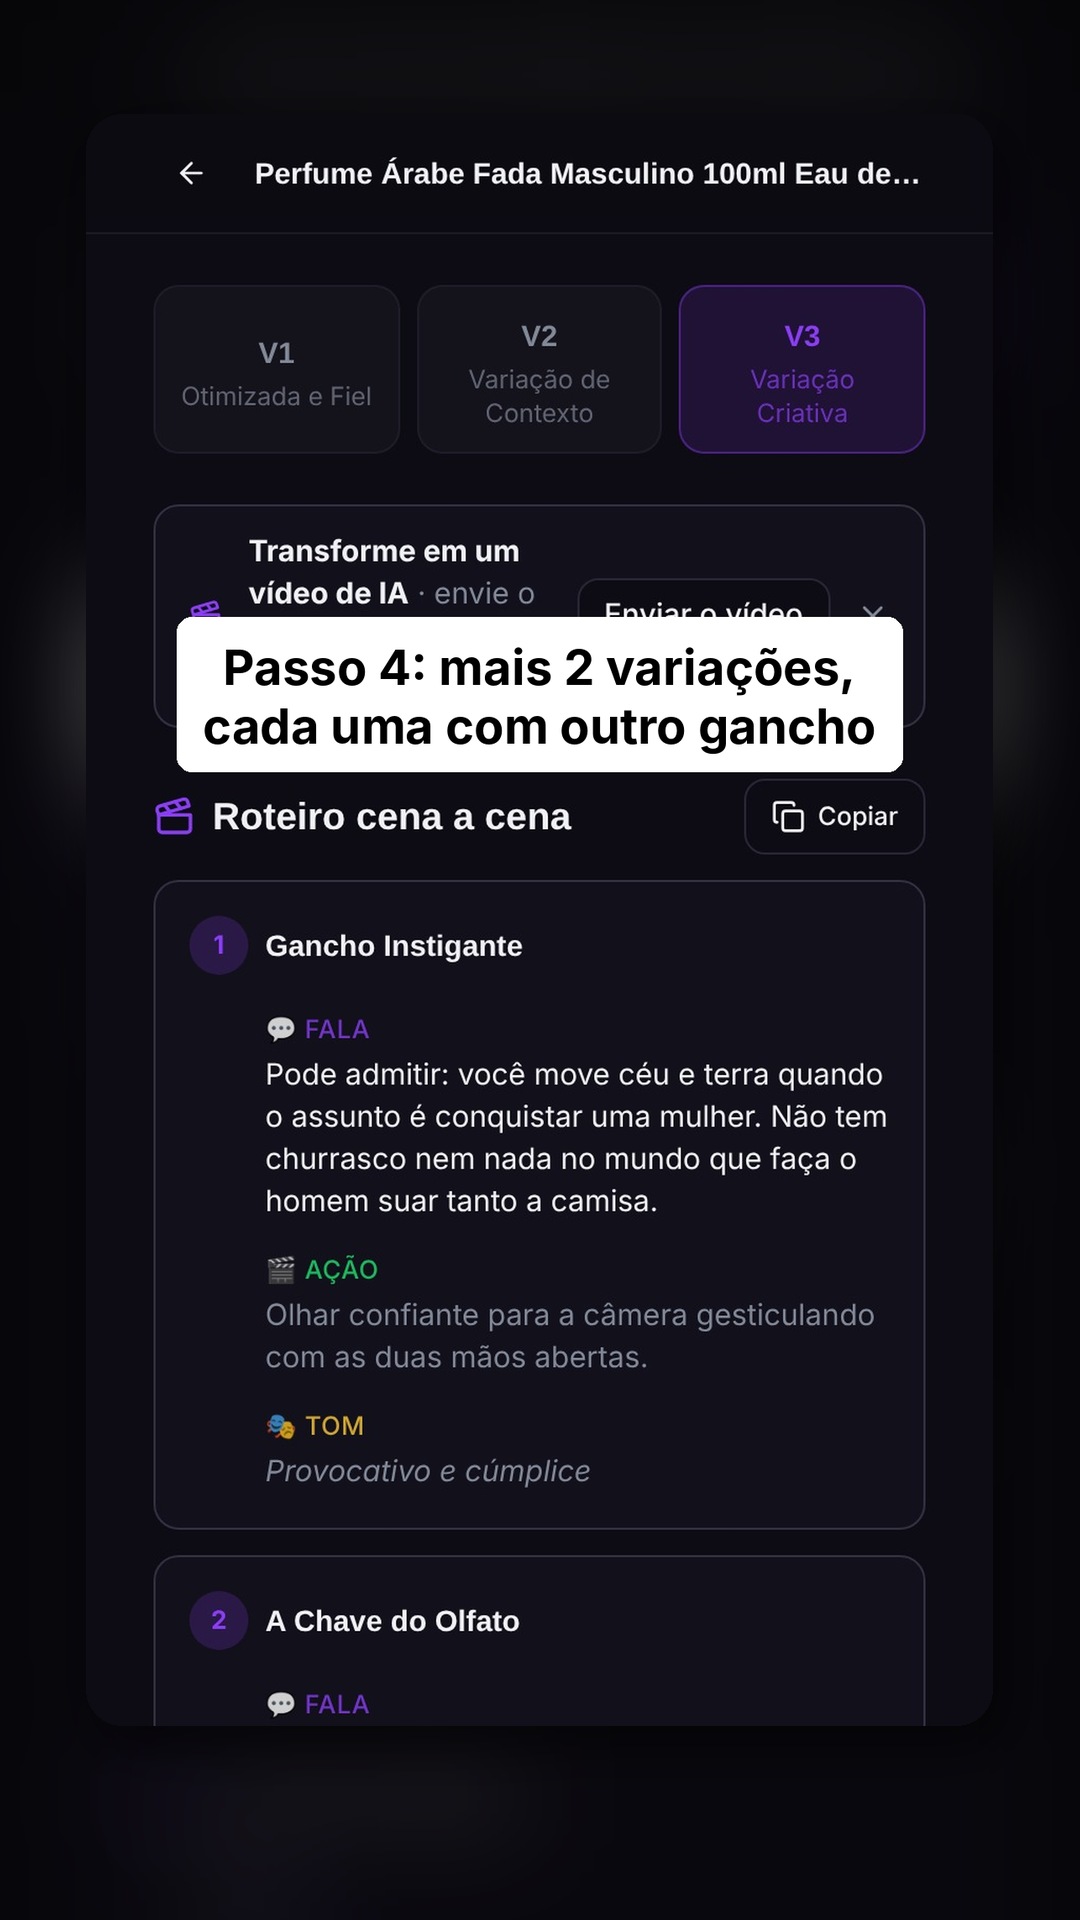 Perfume Árabe Fada Masculino 100ml Eau de...
V1
Otimizada e Fiel
V2
Variação de
Contexto
V3
Variação
Criativa
Transforme em um
vídeo de IA · envie o
Enviar o vídeo
Passo 4: mais 2 variações,
cada uma com outro gancho
Roteiro cena a cena
Copiar
1
Gancho Instigante
FALA
Pode admitir: você move céu e terra quando
o assunto é conquistar uma mulher. Não tem
churrasco nem nada no mundo que faça o
homem suar tanto a camisa.
AÇÃO
Olhar confiante para a câmera gesticulando
com as duas mãos abertas.
TOM
Provocativo e cúmplice
2
A Chave do Olfato
FALA